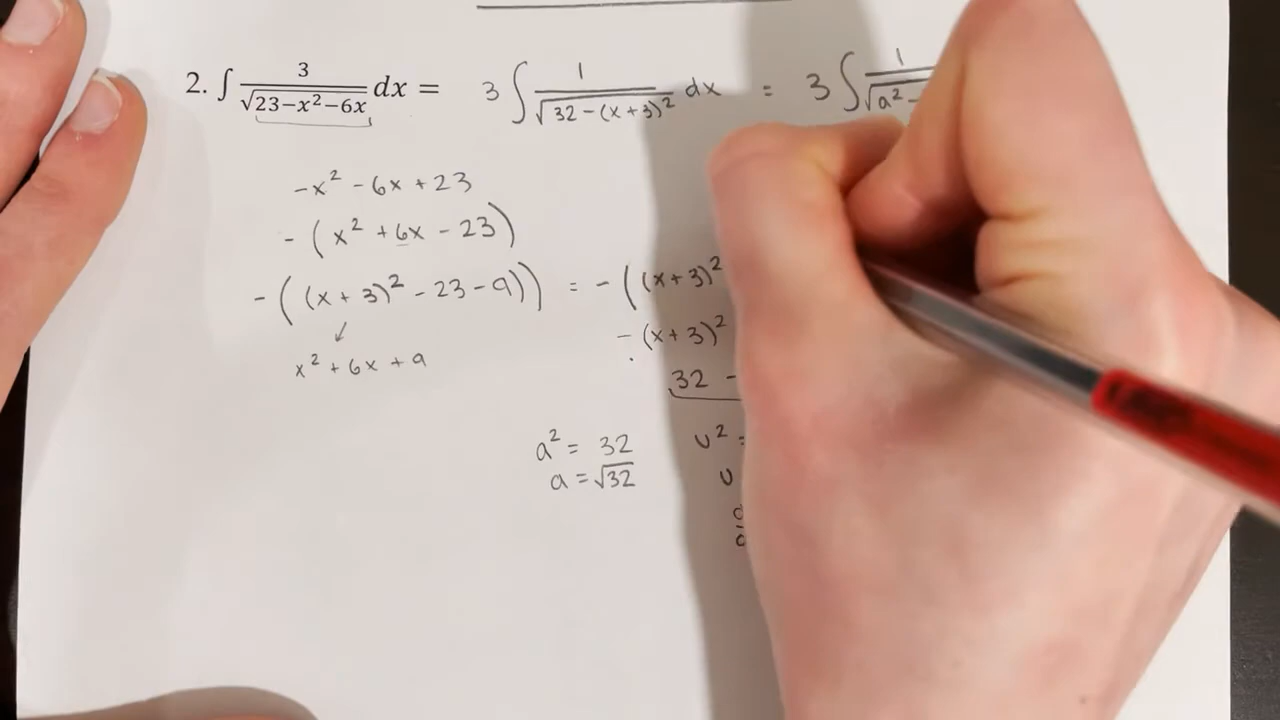 2. ∫ 3/√(23−x²−6x) dx = 3 ∫ 1/√(32 − (x+3)²) dx = 3 ∫ 1/√(a² −
−x² − 6x + 23
− (x² + 6x − 23)
− ((x + 3)² − 23 − 9)) = − ((x+3)²
− (x+3)²
x² + 6x + 9
32 −
a² = 32
a = √32
u² =
u